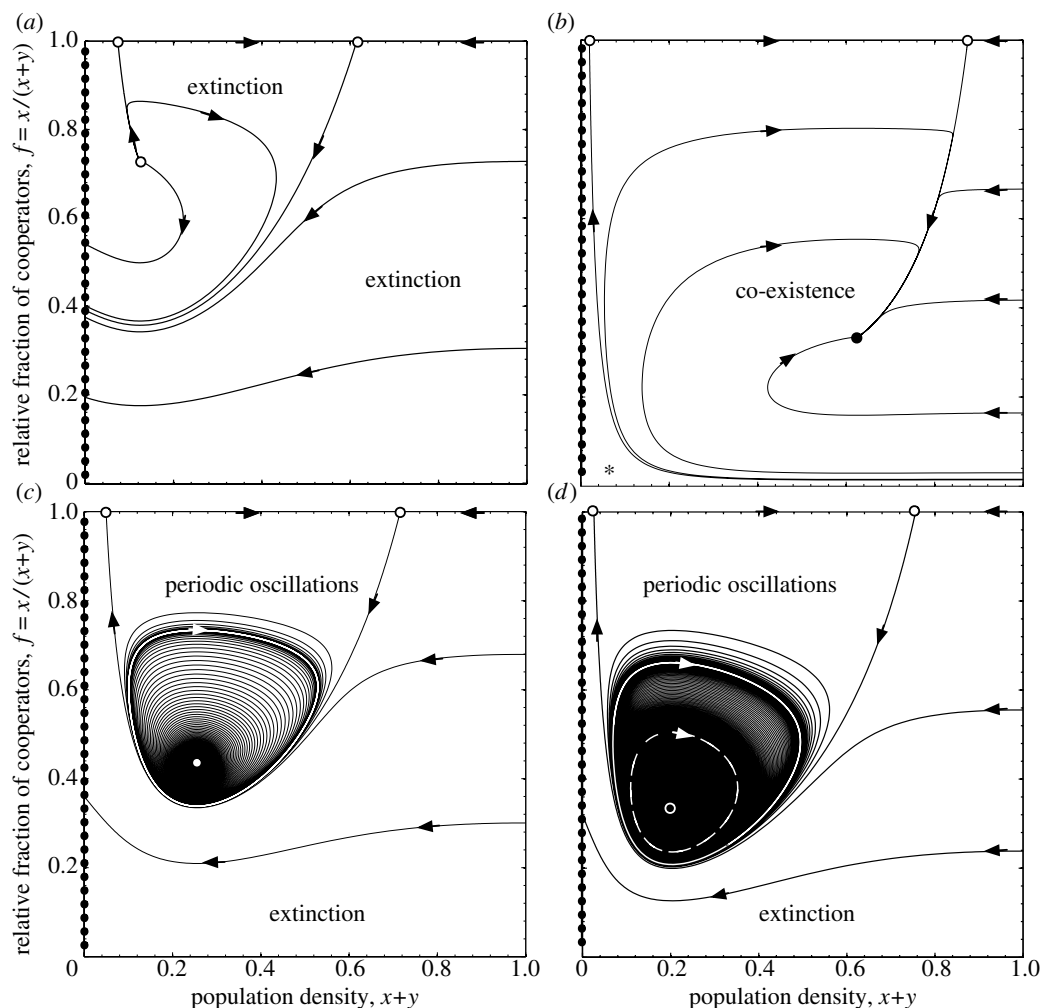 (a)
1.0
0.8
0.6
0.4
0.2
0
relative fraction of cooperators, f = x/(x+y)
extinction
extinction
(b)
co-existence
*
(c)
1.0
0.8
0.6
0.4
0.2
0
0.2
0.4
0.6
0.8
1.0
relative fraction of cooperators, f = x/(x+y)
periodic oscillations
extinction
population density, x+y
(d)
periodic oscillations
extinction
0
0.2
0.4
0.6
0.8
1.0
population density, x+y